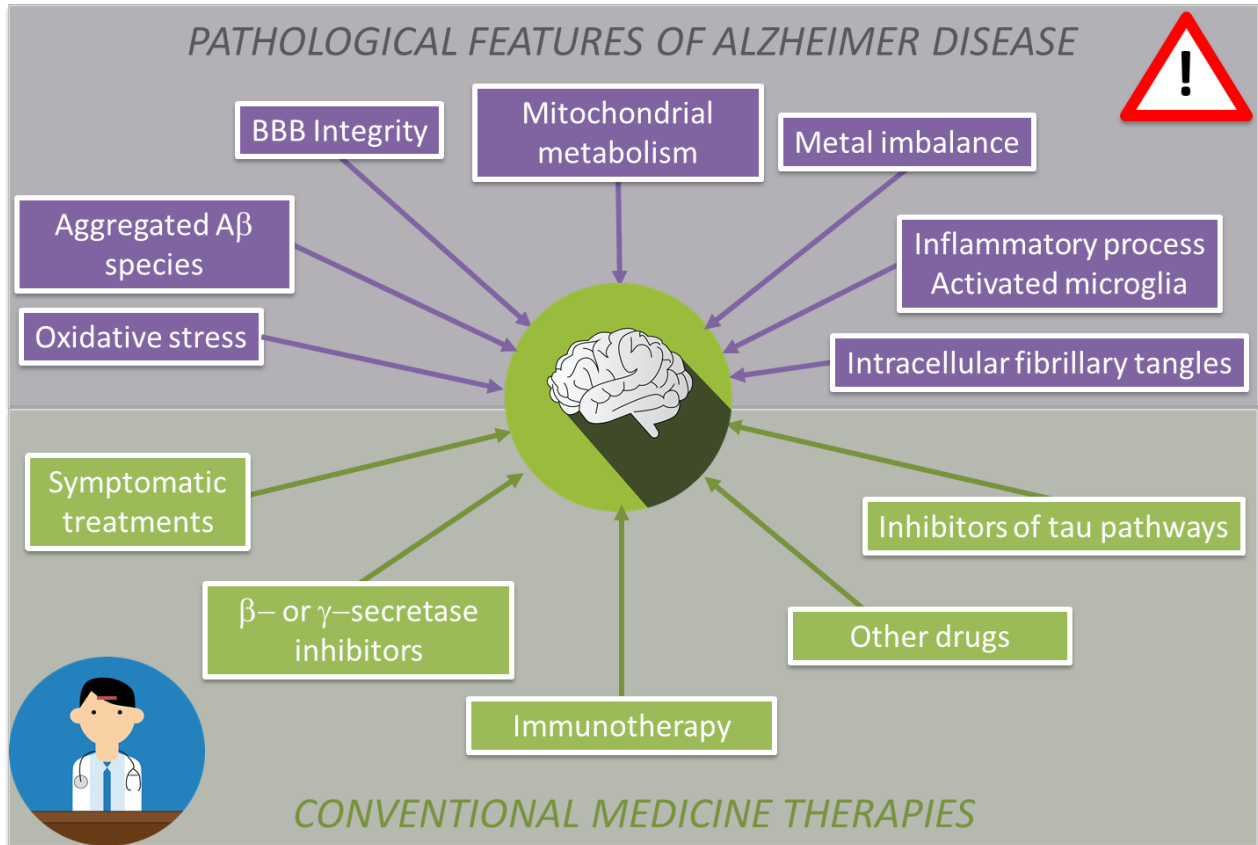 PATHOLOGICAL FEATURES OF ALZHEIMER DISEASE
!
BBB Integrity
Mitochondrial
metabolism
Metal imbalance
Aggregated Aβ
species
Inflammatory process
Activated microglia
Oxidative stress
Intracellular fibrillary tangles
Symptomatic
treatments
Inhibitors of tau pathways
β– or γ–secretase
inhibitors
Other drugs
Immunotherapy
CONVENTIONAL MEDICINE THERAPIES